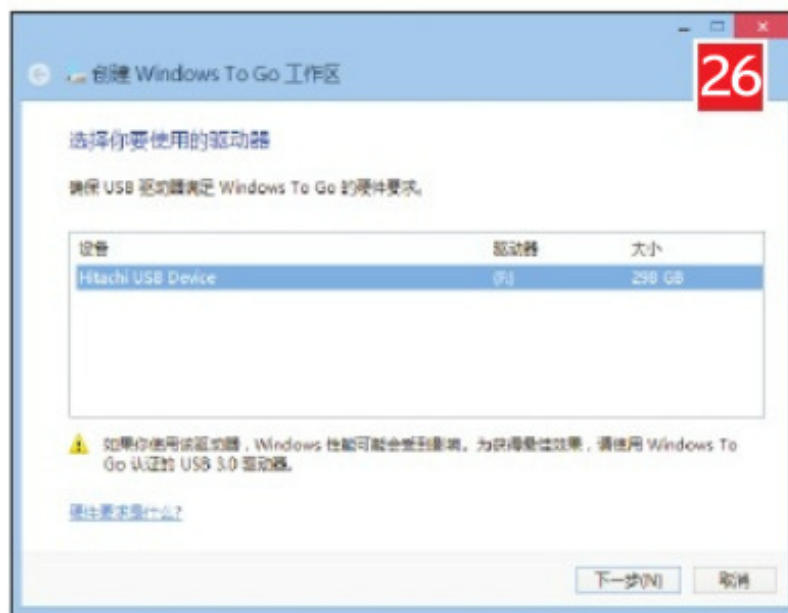 创建 Windows To Go 工作区
26
选择你要使用的驱动器
确保 USB 驱动器满足 Windows To Go 的硬件要求。
设备 驱动器 大小
Hitachi USB Device (F:) 298 GB
如果你使用该驱动器，Windows 性能可能会受到影响。为获得最佳效果，请使用 Windows To
Go 认证的 USB 3.0 驱动器。
硬件要求是什么?
下一步(N) 取消